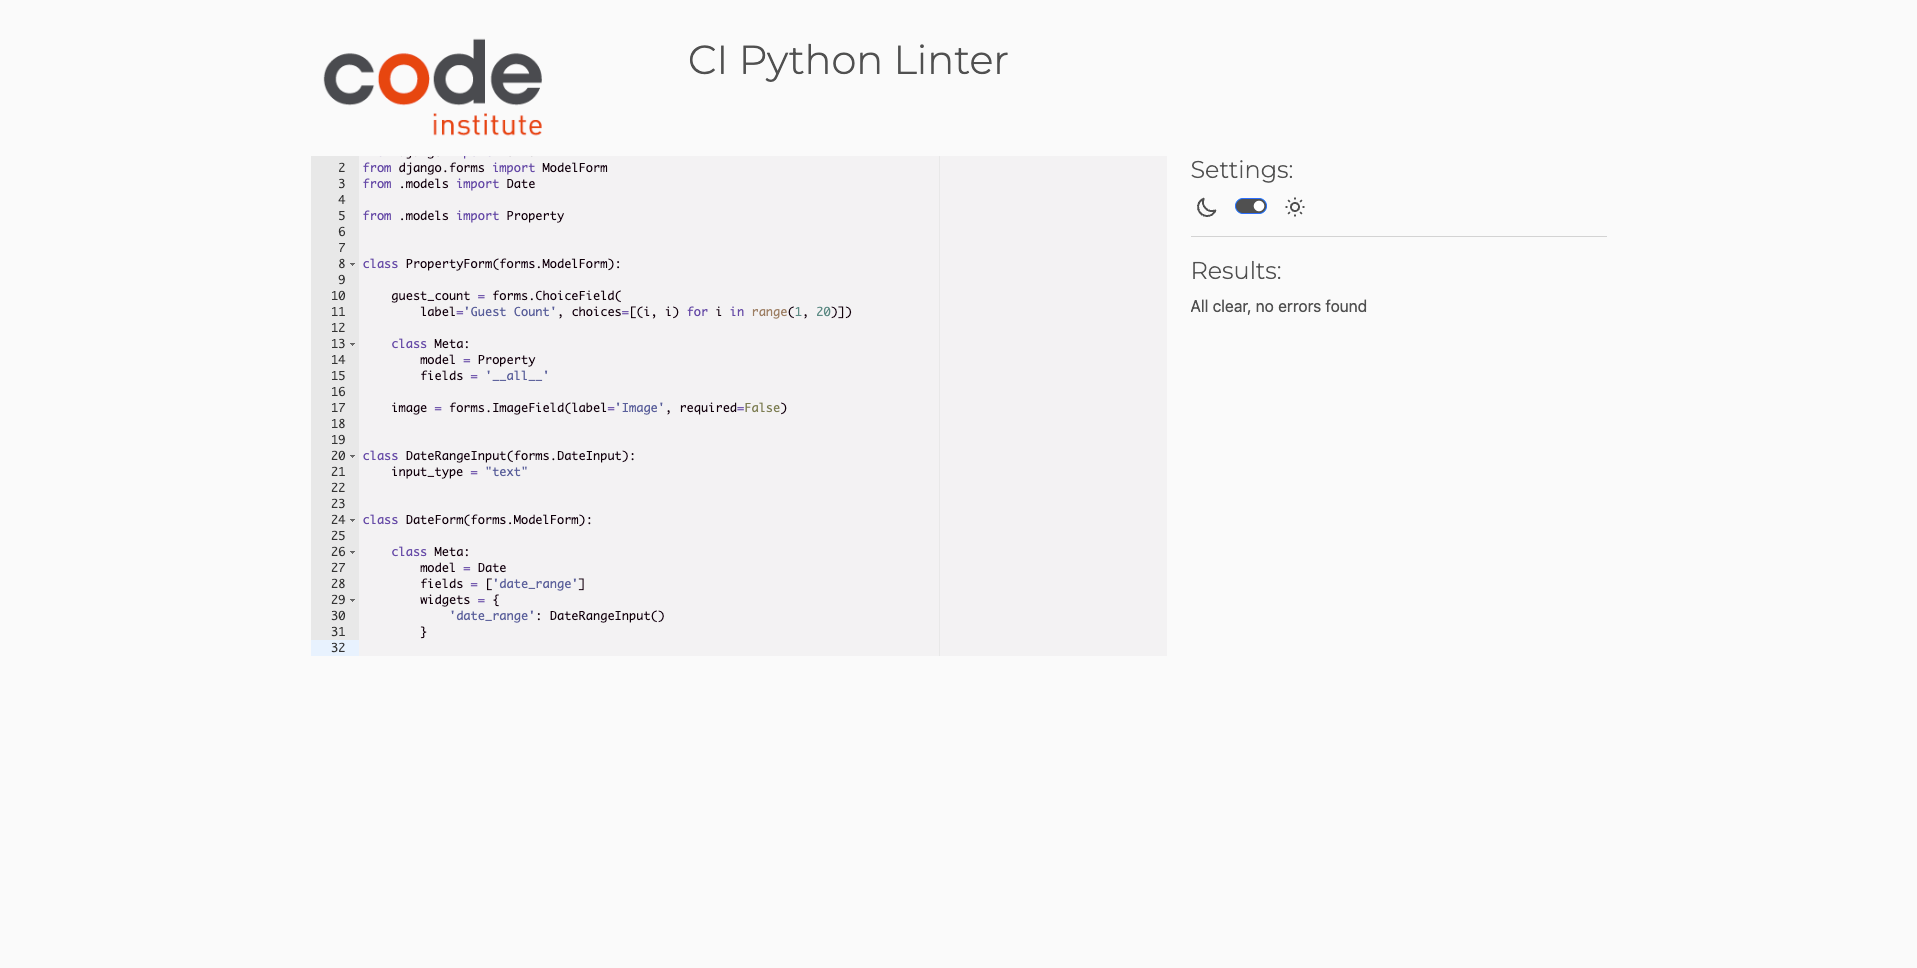 code
institute
CI Python Linter
2 from django.forms import ModelForm
3 from .models import Date
4
5 from .models import Property
6
7
8 class PropertyForm(forms.ModelForm):
9
10     guest_count = forms.ChoiceField(
11         label='Guest Count', choices=[(i, i) for i in range(1, 20)])
12
13     class Meta:
14         model = Property
15         fields = '__all__'
16
17     image = forms.ImageField(label='Image', required=False)
18
19
20 class DateRangeInput(forms.DateInput):
21     input_type = "text"
22
23
24 class DateForm(forms.ModelForm):
25
26     class Meta:
27         model = Date
28         fields = ['date_range']
29         widgets = {
30             'date_range': DateRangeInput()
31         }
32
Settings:
Results:
All clear, no errors found